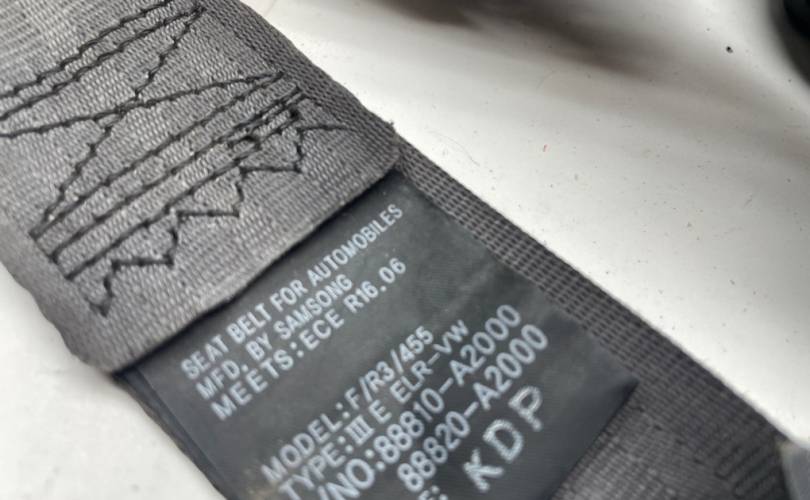 SEAT BELT FOR AUTOMOBILES
MFD. BY SAMSONG
MEETS:ECE R16.06
MODEL:F/R3/455
TYPE:III E ELR-VW
/NO:88810-A2000
88820-A2000
: KDP